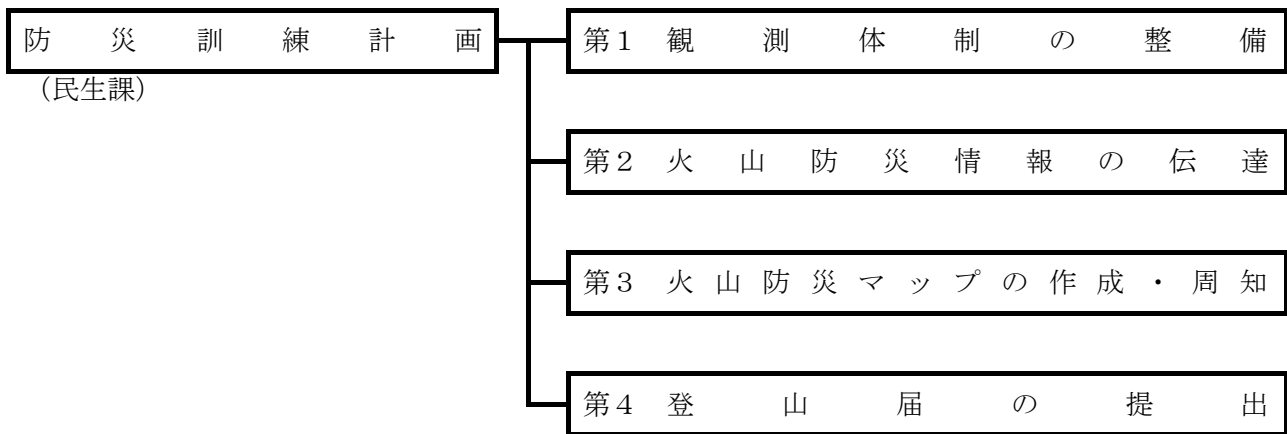 防災訓練計画
（民生課）
第１ 観測体制の整備
第２ 火山防災情報の伝達
第３ 火山防災マップの作成・周知
第４ 登山届の提出